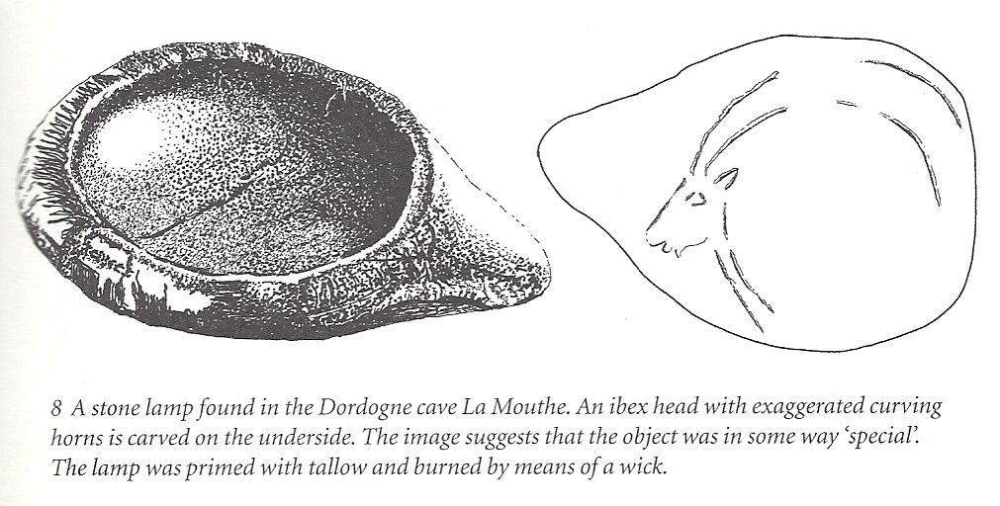 8 A stone lamp found in the Dordogne cave La Mouthe. An ibex head with exaggerated curving
horns is carved on the underside. The image suggests that the object was in some way ‘special’.
The lamp was primed with tallow and burned by means of a wick.